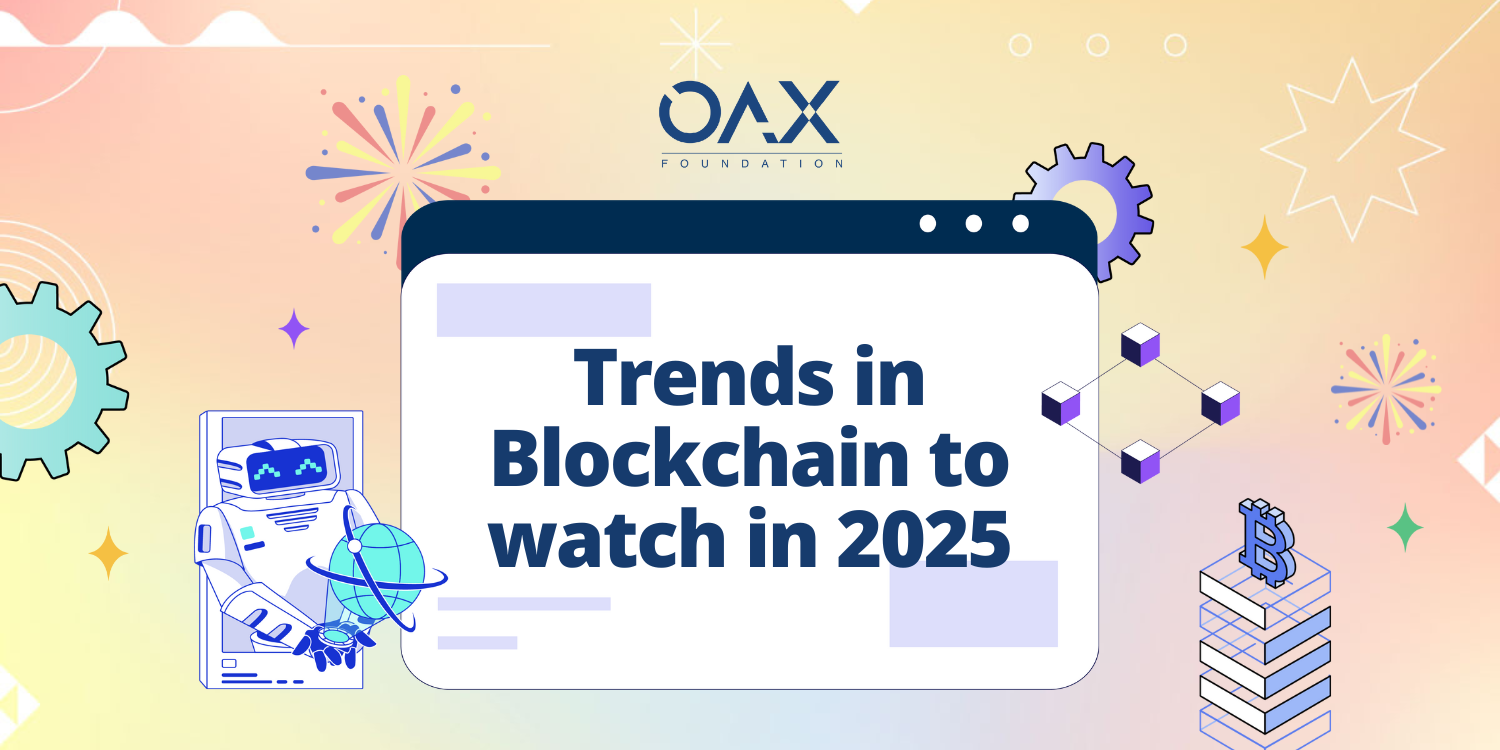 OAX
FOUNDATION
Trends in
Blockchain to
watch in 2025